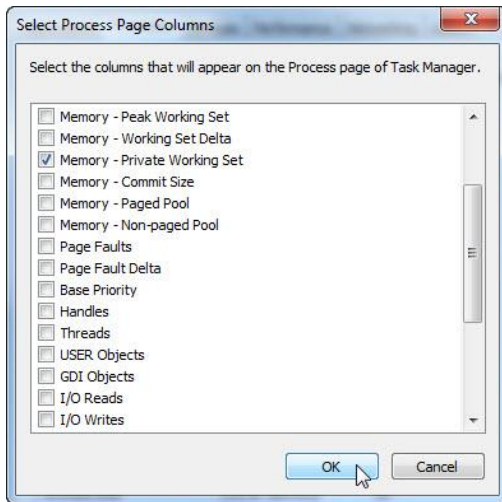 Select Process Page Columns
Select the columns that will appear on the Process page of Task Manager.
Memory - Peak Working Set
Memory - Working Set Delta
Memory - Private Working Set
Memory - Commit Size
Memory - Paged Pool
Memory - Non-paged Pool
Page Faults
Page Fault Delta
Base Priority
Handles
Threads
USER Objects
GDI Objects
I/O Reads
I/O Writes
OK Cancel